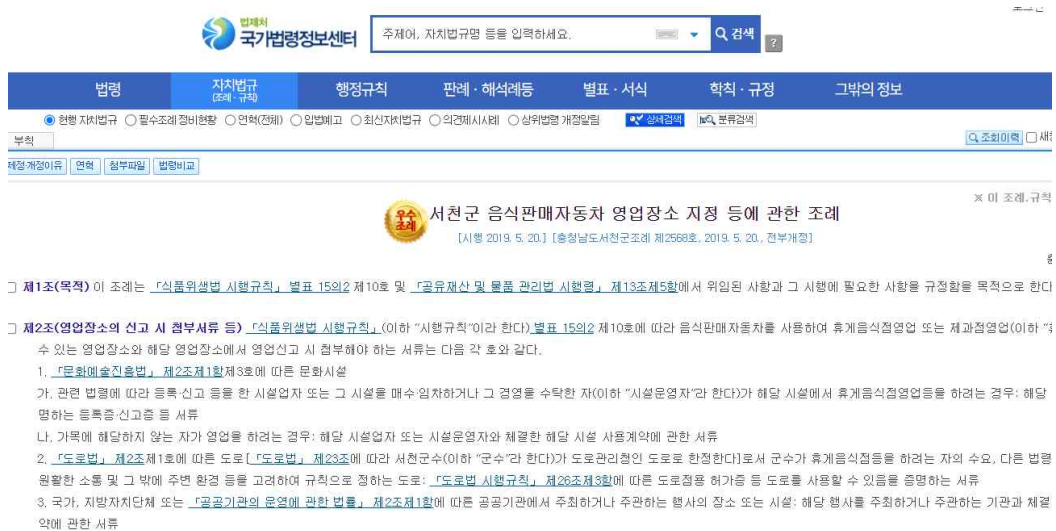 법제처
국가법령정보센터
주제어, 자치법규명 등을 입력하세요.
검색
?
법령 자치법규 행정규칙 판례 · 해석례등 별표 · 서식 학칙 · 규정 그밖의 정보
(조례 · 규칙)
현행 자치법규 필수조례 정비현황 연혁(전체) 입법예고 최신자치법규 의견제시사례 상위법령 개정알림 상세검색 분류검색
부칙 조회이력
제정·개정이유 연혁 첨부파일 법령비교
※ 이 조례.규칙
우수
조례
서천군 음식판매자동차 영업장소 지정 등에 관한 조례
[시행 2019. 5. 20.] [충청남도서천군조례 제2568호, 2019. 5. 20., 전부개정]
제1조(목적) 이 조례는 「식품위생법 시행규칙」 별표 15의2 제10호 및 「공유재산 및 물품 관리법 시행령」 제13조제5항에서 위임된 사항과 그 시행에 필요한 사항을 규정함을 목적으로 한다
제2조(영업장소의 신고 시 첨부서류 등) 「식품위생법 시행규칙」(이하 "시행규칙"이라 한다) 별표 15의2 제10호에 따라 음식판매자동차를 사용하여 휴게음식점영업 또는 제과점영업(이하
수 있는 영업장소와 해당 영업장소에서 영업신고 시 첨부해야 하는 서류는 다음 각 호와 같다.
1. 「문화예술진흥법」 제2조제1항제3호에 따른 문화시설
가. 관련 법령에 따라 등록·신고 등을 한 시설업자 또는 그 시설을 매수·임차하거나 그 경영을 수탁한 자(이하 "시설운영자"라 한다)가 해당 시설에서 휴게음식점영업등을 하려는 경우: 해당
명하는 등록증·신고증 등 서류
나. 가목에 해당하지 않는 자가 영업을 하려는 경우: 해당 시설업자 또는 시설운영자와 체결한 해당 시설 사용계약에 관한 서류
2. 「도로법」 제2조제1호에 따른 도로[「도로법」 제23조에 따라 서천군수(이하 "군수"라 한다)가 도로관리청인 도로로 한정한다]로서 군수가 휴게음식점등을 하려는 자의 수요, 다른 법령
원활한 소통 및 그 밖에 주변 환경 등을 고려하여 규칙으로 정하는 도로: 「도로법 시행규칙」 제26조제3항에 따른 도로점용 허가증 등 도로를 사용할 수 있음을 증명하는 서류
3. 국가, 지방자치단체 또는 「공공기관의 운영에 관한 법률」 제2조제1항에 따른 공공기관에서 주최하거나 주관하는 행사의 장소 또는 시설: 해당 행사를 주최하거나 주관하는 기관과 체결
약에 관한 서류